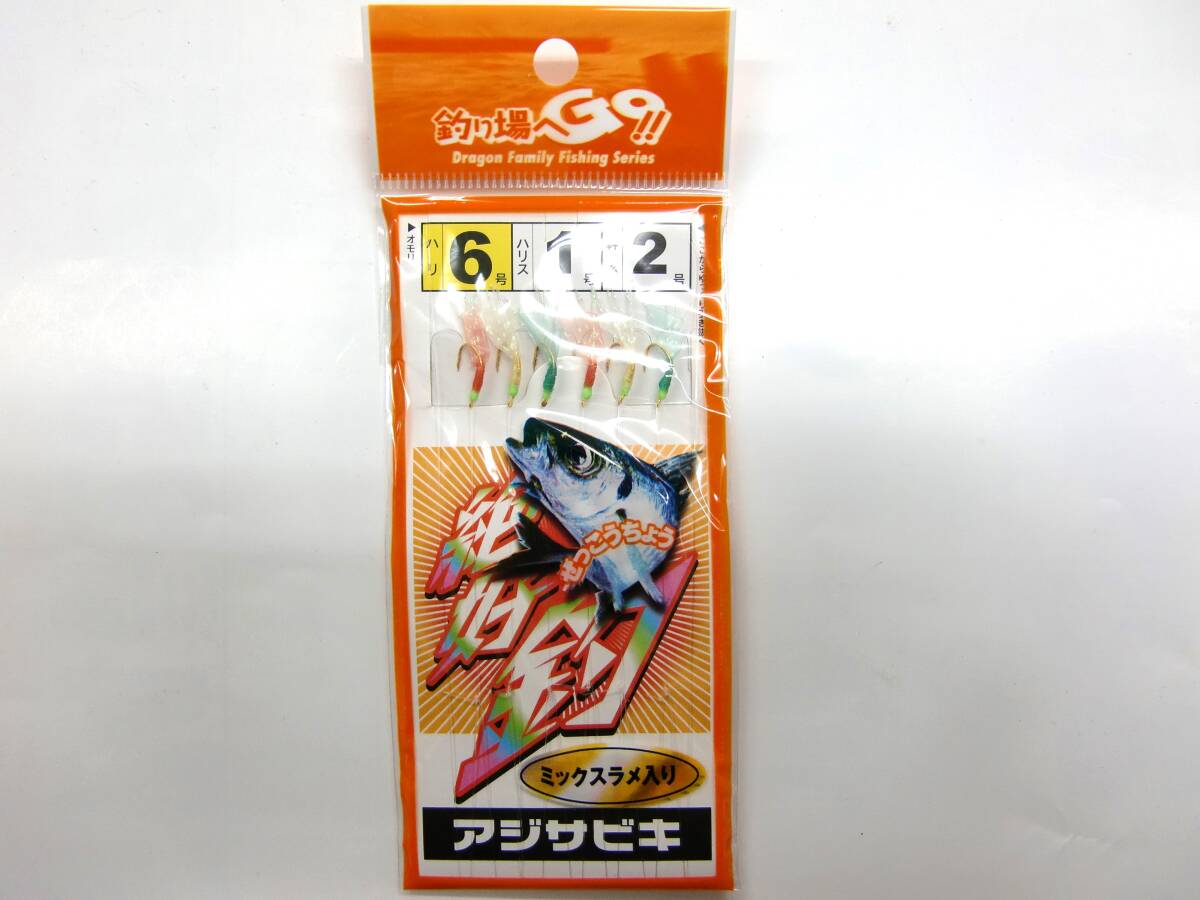 釣り場へGO!!
Dragon Family Fishing Series
▶オモリ
ハリ 6号 ハリス 1号 2号
ぜっこうちょう
絶好釣
ミックスラメ入り
アジサビキ